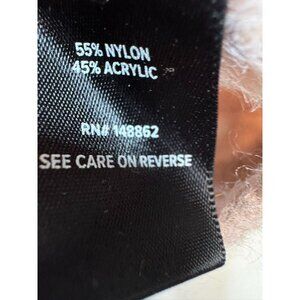 55% NYLON
45% ACRYLIC
RN# 148862
SEE CARE ON REVERSE